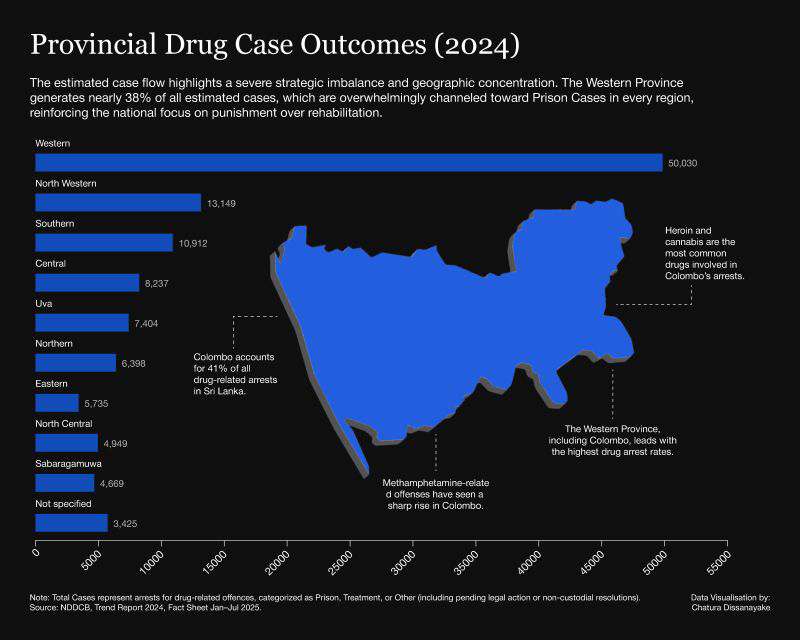 Provincial Drug Case Outcomes (2024)
The estimated case flow highlights a severe strategic imbalance and geographic concentration. The Western Province
generates nearly 38% of all estimated cases, which are overwhelmingly channeled toward Prison Cases in every region,
reinforcing the national focus on punishment over rehabilitation.
Western
50,030
North Western
13,149
Southern
10,912
Central
8,237
Uva
7,404
Northern
6,398
Eastern
5,735
North Central
4,949
Sabaragamuwa
4,669
Not specified
3,425
Heroin and
cannabis are the
most common
drugs involved in
Colombo's arrests.
Colombo accounts
for 41% of all
drug-related arrests
in Sri Lanka.
The Western Province,
including Colombo, leads with
the highest drug arrest rates.
Methamphetamine-relate
d offenses have seen a
sharp rise in Colombo.
0
5000
10000
15000
20000
25000
30000
35000
40000
45000
50000
55000
Note: Total Cases represent arrests for drug-related offences, categorized as Prison, Treatment, or Other (including pending legal action or non-custodial resolutions).
Source: NDDCB, Trend Report 2024, Fact Sheet Jan–Jul 2025.
Data Visualisation by:
Chatura Dissanayake